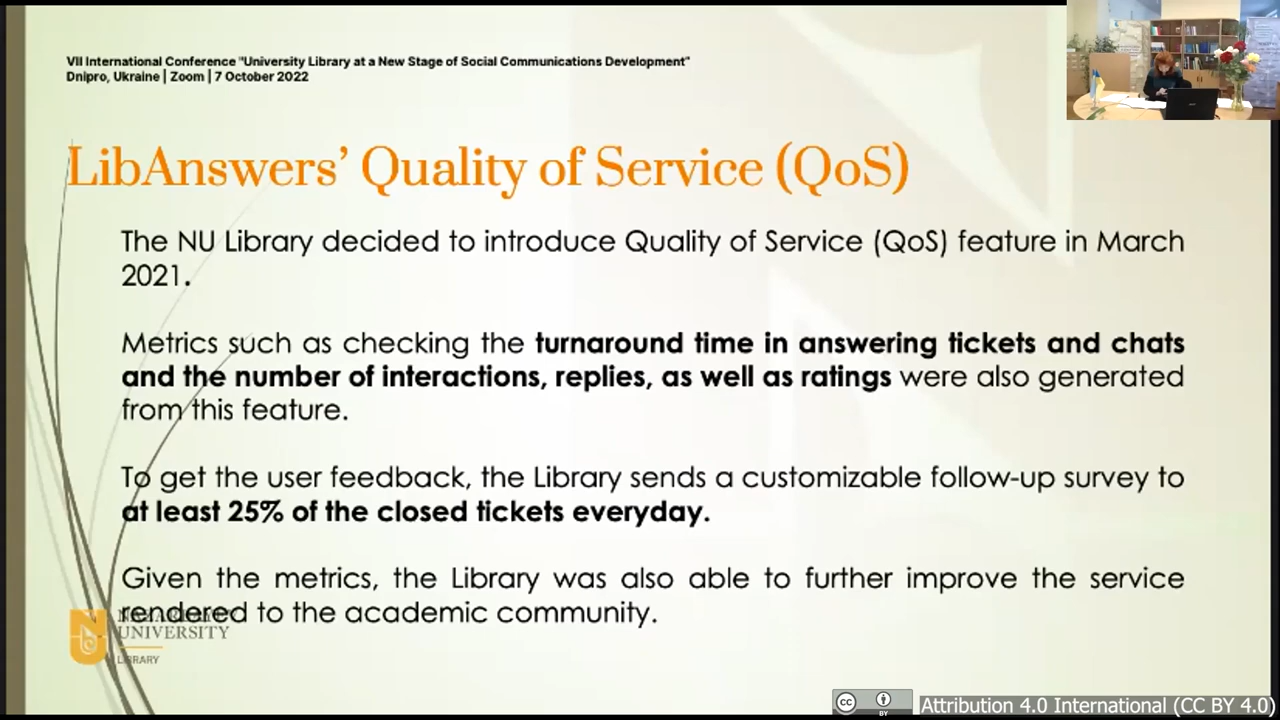 VII International Conference "University Library at a New Stage of Social Communications Development"
Dnipro, Ukraine | Zoom | 7 October 2022
LibAnswers’ Quality of Service (QoS)
The NU Library decided to introduce Quality of Service (QoS) feature in March
2021.
Metrics such as checking the turnaround time in answering tickets and chats
and the number of interactions, replies, as well as ratings were also generated
from this feature.
To get the user feedback, the Library sends a customizable follow-up survey to
at least 25% of the closed tickets everyday.
Given the metrics, the Library was also able to further improve the service
rendered to the academic community.
UNIVERSITY
LIBRARY
cc
BY
Attribution 4.0 International (CC BY 4.0)